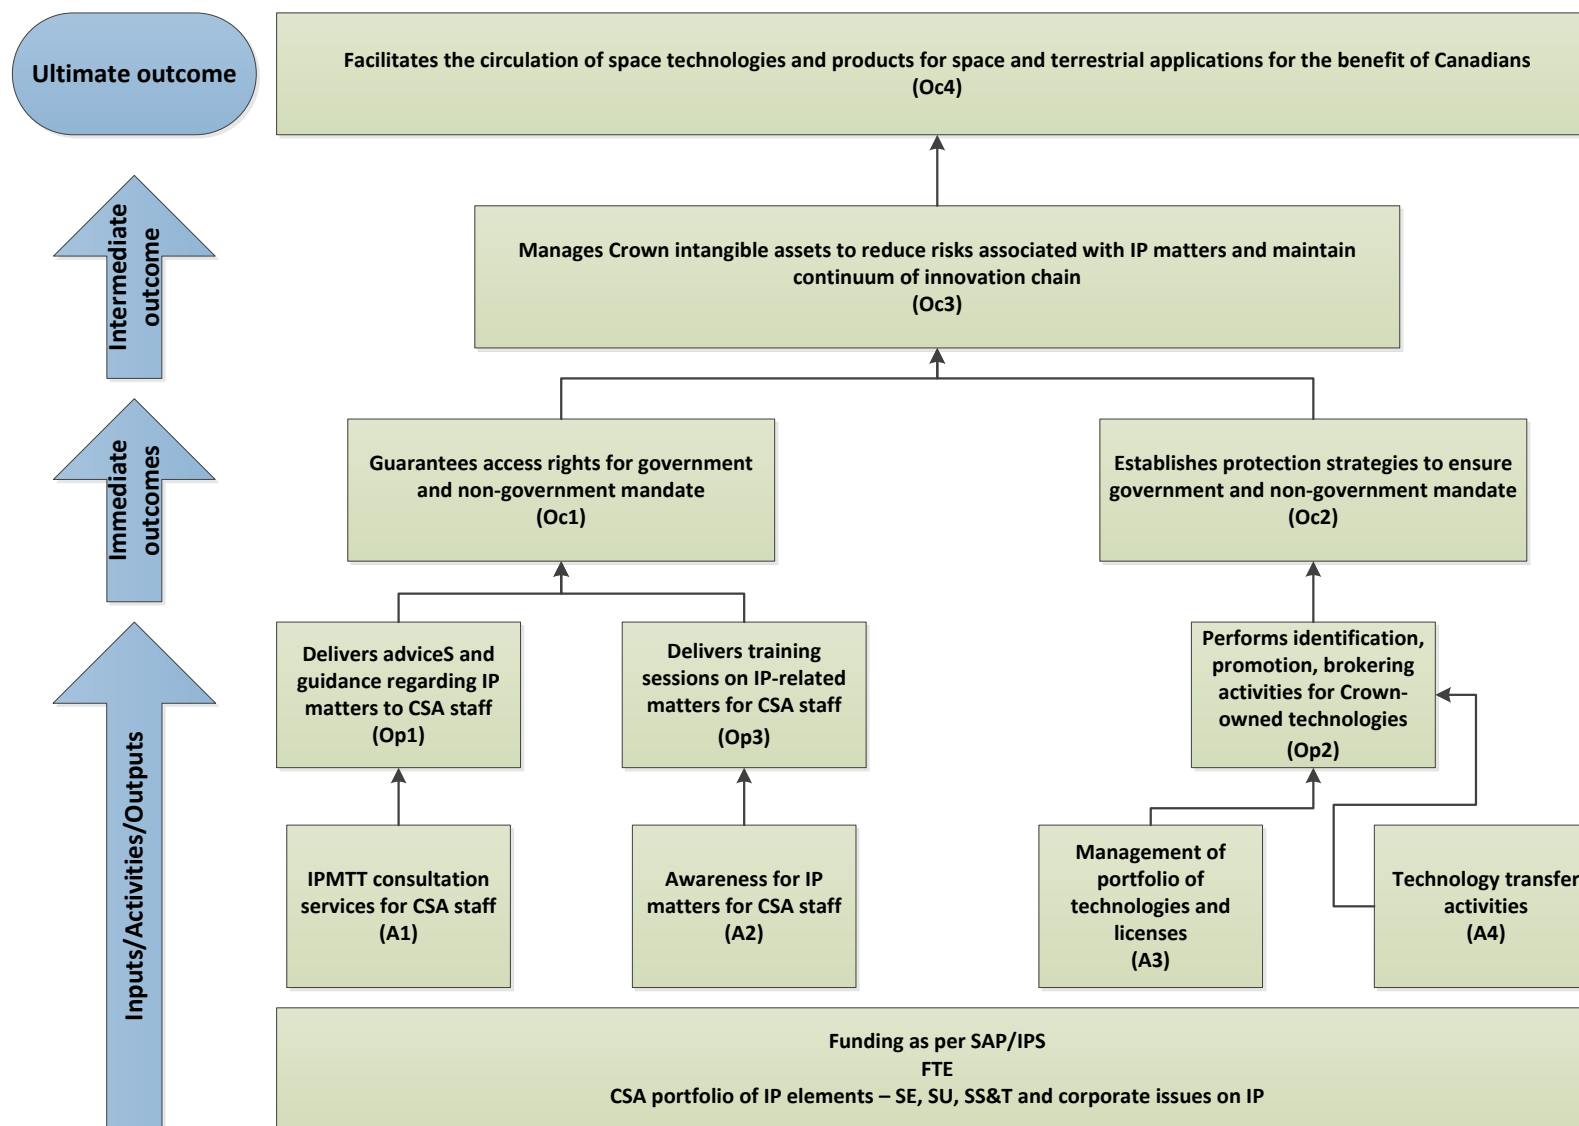 Ultimate outcome
Facilitates the circulation of space technologies and products for space and terrestrial applications for the benefit of Canadians
(Oc4)
Intermediate
outcome
Manages Crown intangible assets to reduce risks associated with IP matters and maintain
continuum of innovation chain
(Oc3)
Immediate
outcomes
Guarantees access rights for government
and non-government mandate
(Oc1)
Establishes protection strategies to ensure
government and non-government mandate
(Oc2)
Inputs/Activities/Outputs
Delivers adviceS and
guidance regarding IP
matters to CSA staff
(Op1)
Delivers training
sessions on IP-related
matters for CSA staff
(Op3)
Performs identification,
promotion, brokering
activities for Crown-
owned technologies
(Op2)
IPMTT consultation
services for CSA staff
(A1)
Awareness for IP
matters for CSA staff
(A2)
Management of
portfolio of
technologies and
licenses
(A3)
Technology transfer
activities
(A4)
Funding as per SAP/IPS
FTE
CSA portfolio of IP elements – SE, SU, SS&T and corporate issues on IP